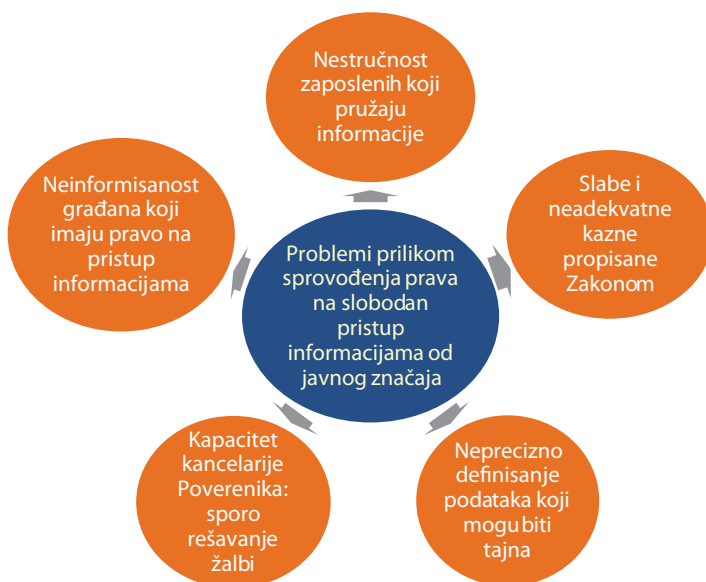 Nestručnost
zaposlenih koji
pružaju
informacije
Neinformisanost
građana koji
imaju pravo na
pristup
informacijama
Slabe i
neadekvatne
kazne
propisane
Zakonom
Problemi prilikom
sprovođenja prava
na slobodan
pristup
informacijama od
javnog značaja
Kapacitet
kancelarije
Poverenika:
sporo
rešavanje
žalbi
Neprecizno
definisanje
podataka koji
mogu biti
tajna